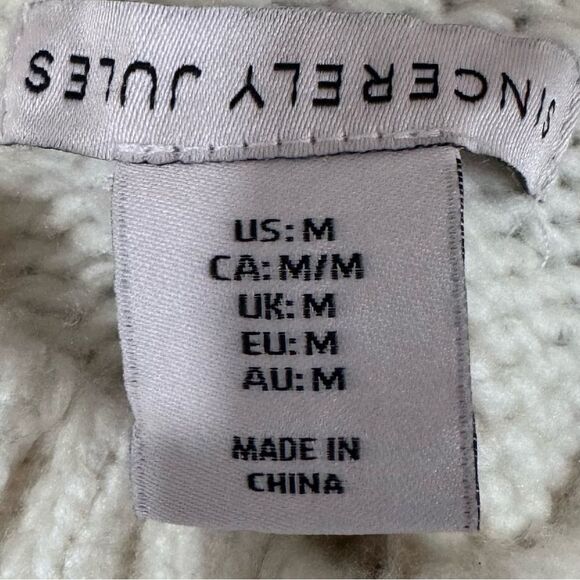 SINCERELY JULES
US: M
CA: M/M
UK: M
EU: M
AU: M
MADE IN
CHINA